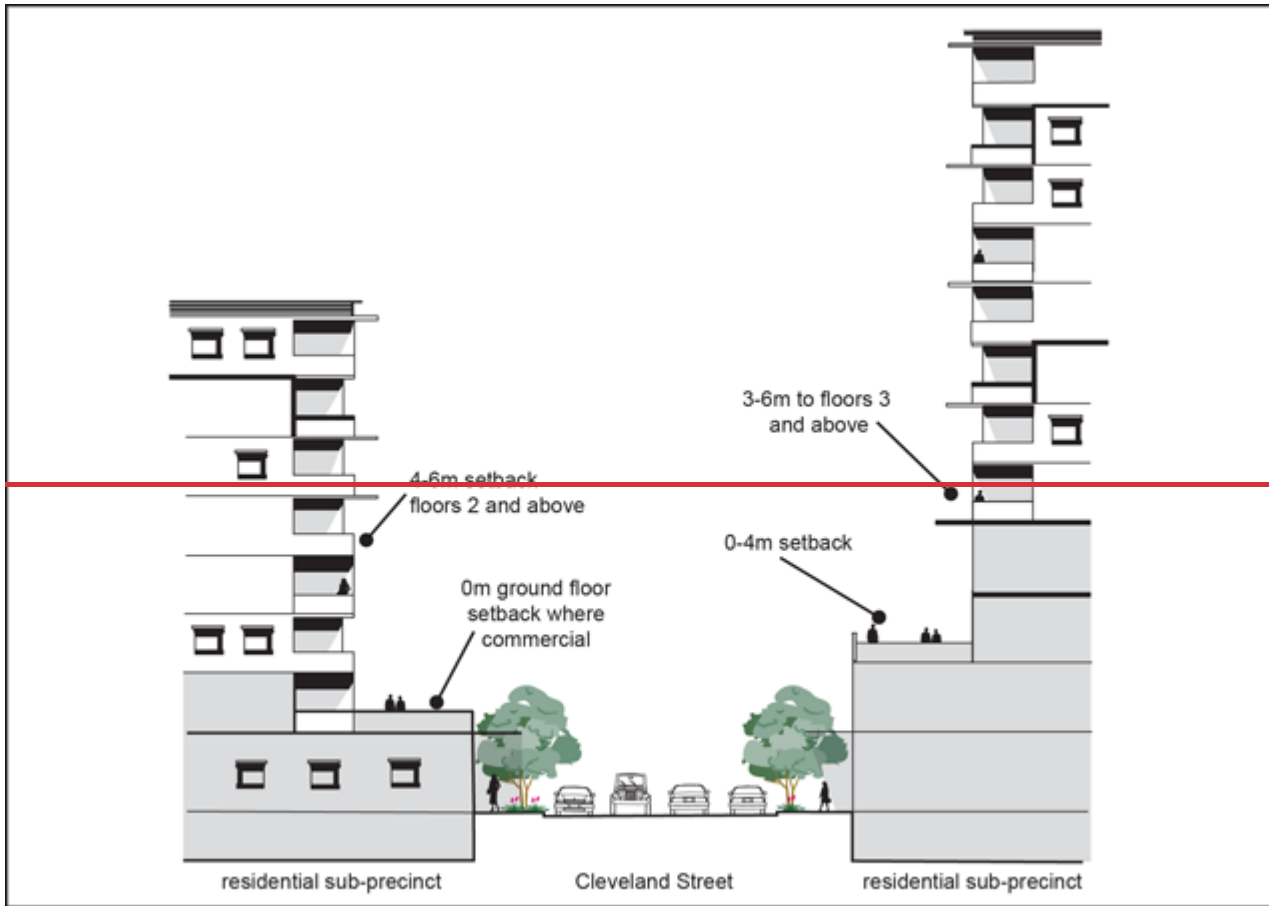 3-6m to floors 3
and above
4-6m setback
floors 2 and above
0-4m setback
0m ground floor
setback where
commercial
residential sub-precinct
Cleveland Street
residential sub-precinct